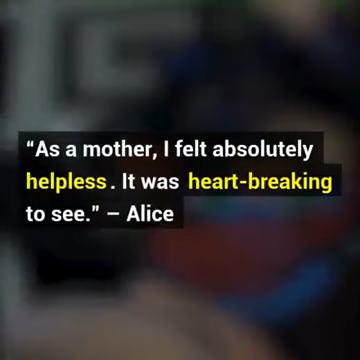 “As a mother, I felt absolutely
helpless. It was heart-breaking
to see.” – Alice